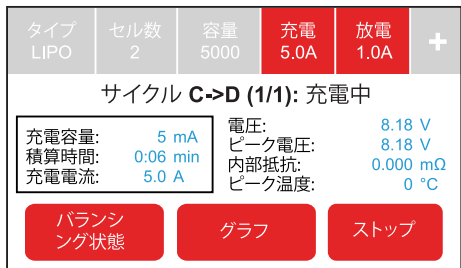 タイプ
LIPO
セル数
2
容量
5000
充電
5.0A
放電
1.0A
+
サイクル C->D (1/1): 充電中
充電容量: 5 mA
積算時間: 0:06 min
充電電流: 5.0 A
電圧: 8.18 V
ピーク電圧: 8.18 V
内部抵抗: 0.000 mΩ
ピーク温度: 0 °C
バランシ
ング状態
グラフ
ストップ